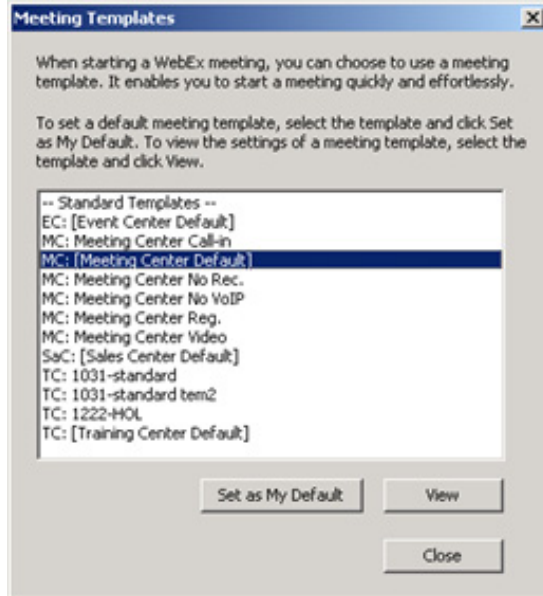 Meeting Templates
When starting a WebEx meeting, you can choose to use a meeting
template. It enables you to start a meeting quickly and effortlessly.
To set a default meeting template, select the template and click Set
as My Default. To view the settings of a meeting template, select the
template and click View.
-- Standard Templates --
EC: [Event Center Default]
MC: Meeting Center Call-in
MC: [Meeting Center Default]
MC: Meeting Center No Rec.
MC: Meeting Center No VoIP
MC: Meeting Center Reg.
MC: Meeting Center Video
SaC: [Sales Center Default]
TC: 1031-standard
TC: 1031-standard tem2
TC: 1222-HOL
TC: [Training Center Default]
Set as My Default
View
Close